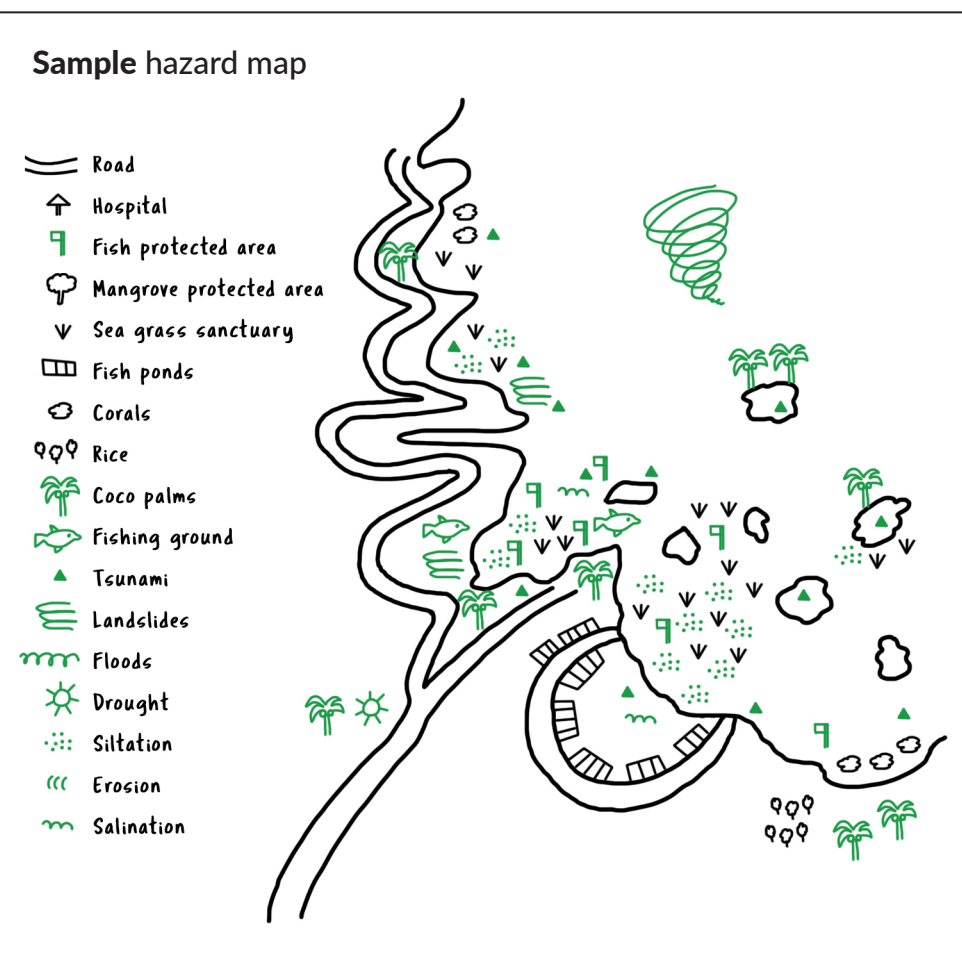 Sample hazard map
Road
Hospital
Fish protected area
Mangrove protected area
Sea grass sanctuary
Fish ponds
Corals
Rice
Coco palms
Fishing ground
Tsunami
Landslides
Floods
Drought
Siltation
Erosion
Salination